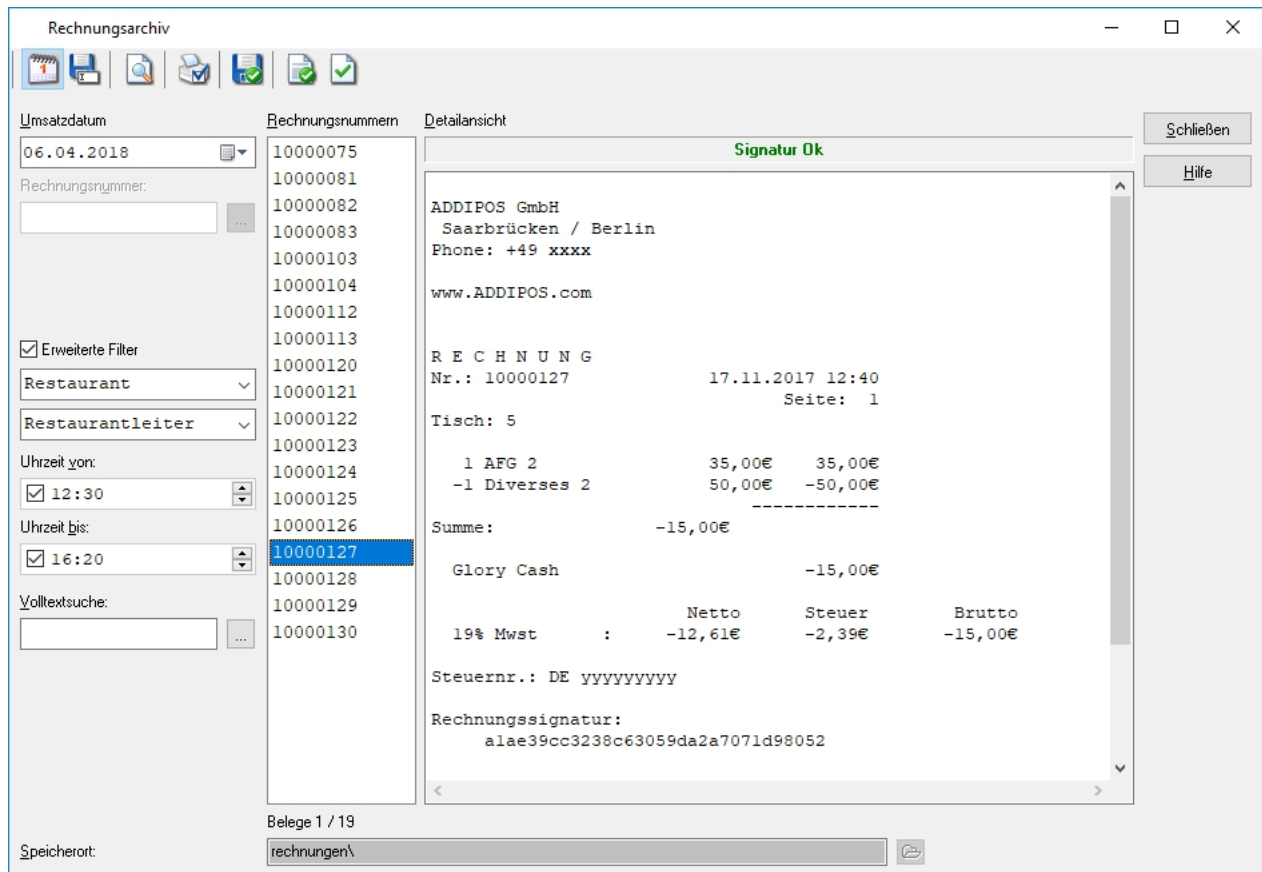 Rechnungsarchiv
1
Umsatzdatum
06.04.2018
Rechnungsnummer:
...
Erweiterte Filter
Restaurant
Restaurantleiter
Uhrzeit von:
12:30
Uhrzeit bis:
16:20
Volltextsuche:
...
Rechnungsnummern
10000075
10000081
10000082
10000083
10000103
10000104
10000112
10000113
10000120
10000121
10000122
10000123
10000124
10000125
10000126
10000127
10000128
10000129
10000130
Belege 1 / 19
Detailansicht
Signatur Ok
ADDIPOS GmbH
Saarbrücken / Berlin
Phone: +49 xxxx
www.ADDIPOS.com
R E C H N U N G
Nr.: 10000127 17.11.2017 12:40
Seite: 1
Tisch: 5
1 AFG 2 35,00€ 35,00€
-1 Diverses 2 50,00€ -50,00€
------------
Summe: -15,00€
Glory Cash -15,00€
Netto Steuer Brutto
19% Mwst : -12,61€ -2,39€ -15,00€
Steuernr.: DE yyyyyyyyy
Rechnungssignatur:
a1ae39cc3238c63059da2a7071d98052
Schließen
Hilfe
Speicherort:
rechnungen\